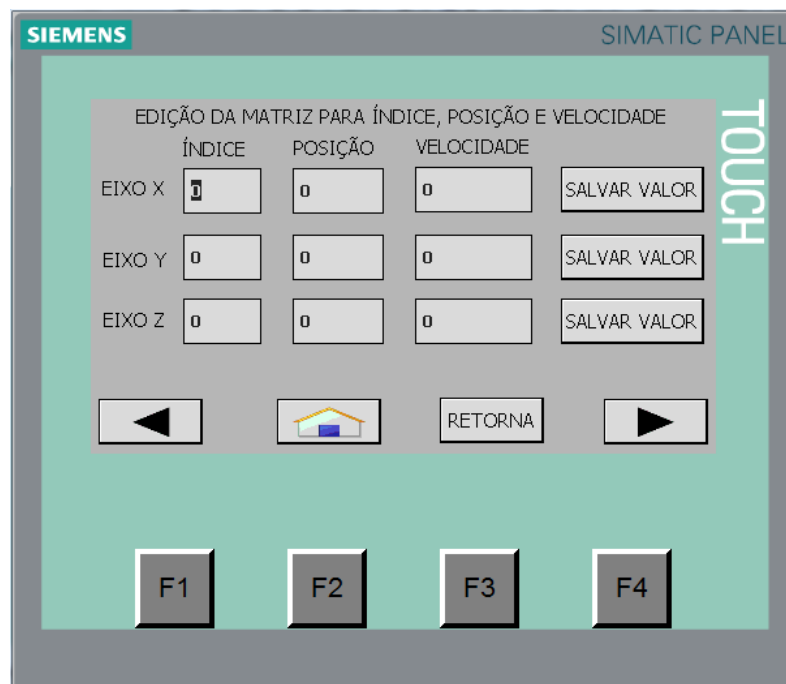 SIEMENS
SIMATIC PANEL
TOUCH
EDIÇÃO DA MATRIZ PARA ÍNDICE, POSIÇÃO E VELOCIDADE
ÍNDICE POSIÇÃO VELOCIDADE
EIXO X 0 0 0 SALVAR VALOR
EIXO Y 0 0 0 SALVAR VALOR
EIXO Z 0 0 0 SALVAR VALOR
RETORNA
F1 F2 F3 F4